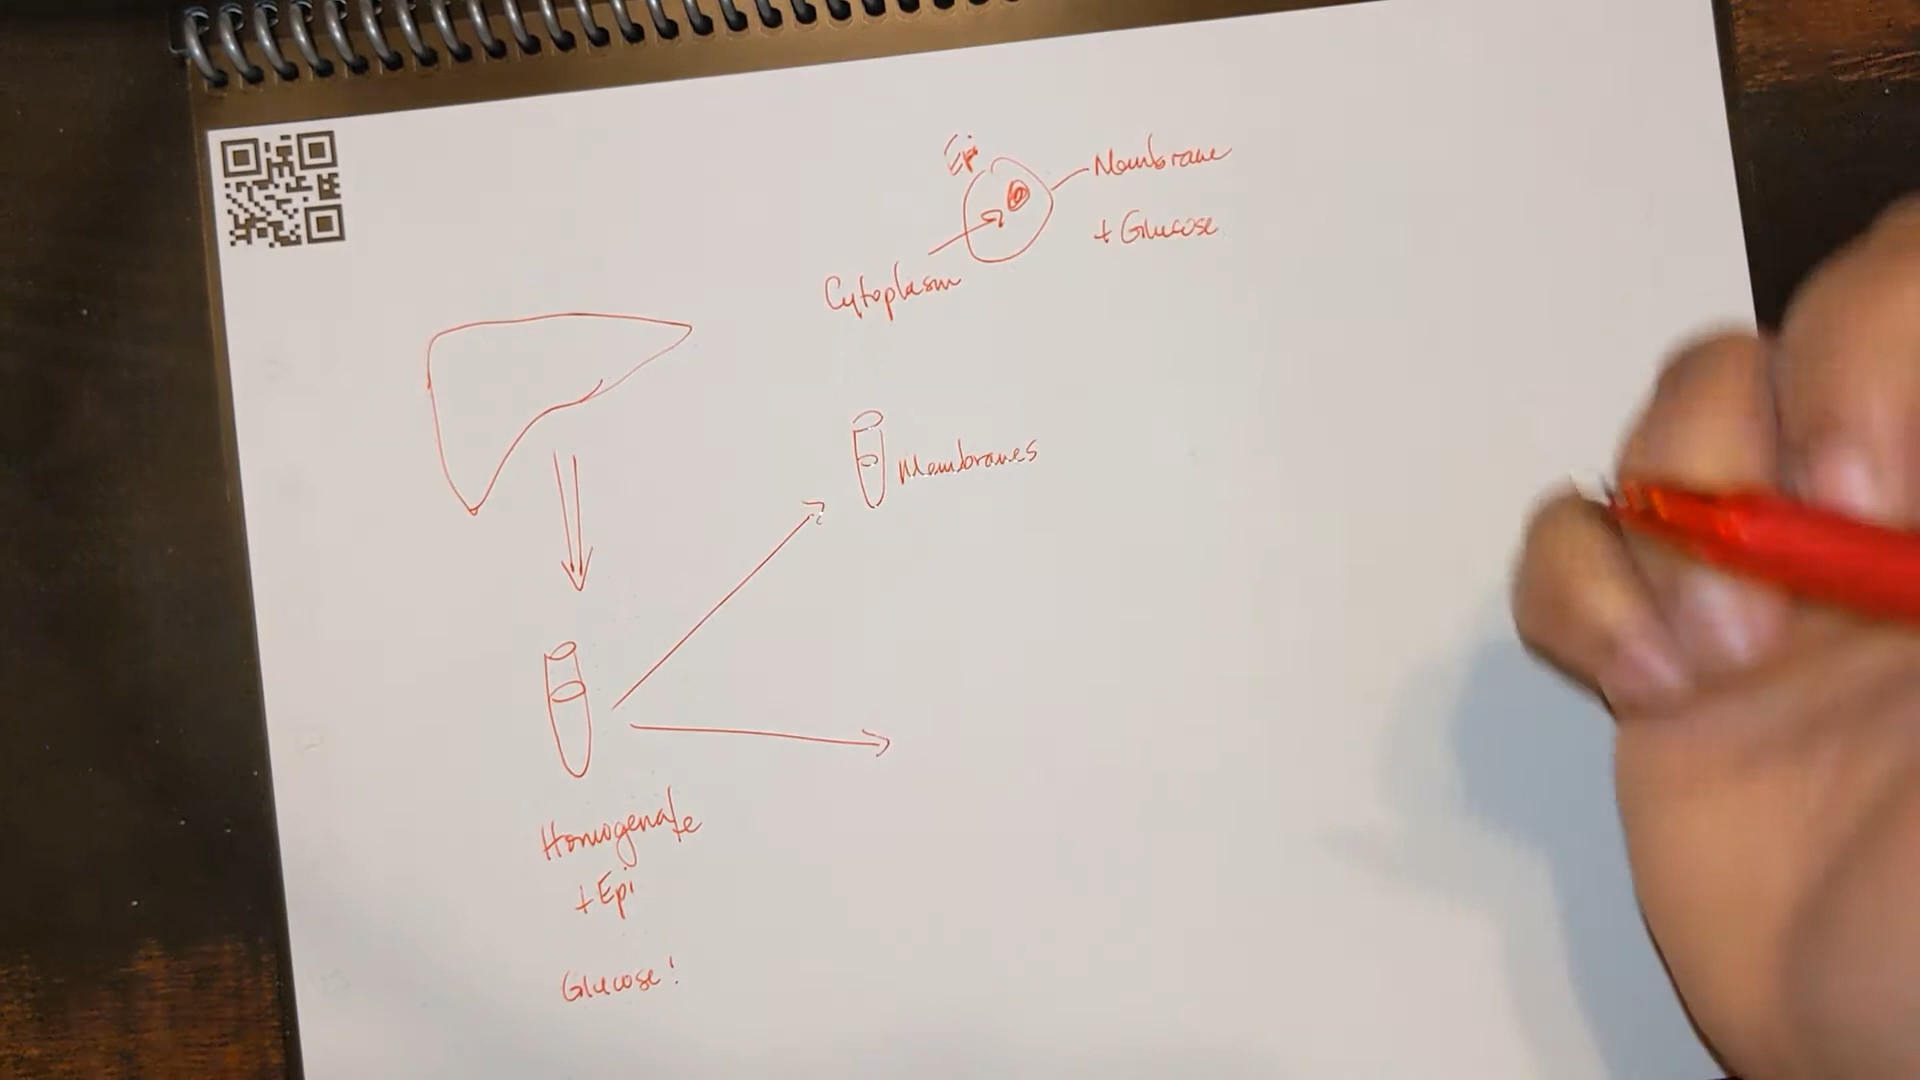 Epi
Membrane
+ Glucose
Cytoplasm
Membranes
Homogenate
+ Epi
Glucose!